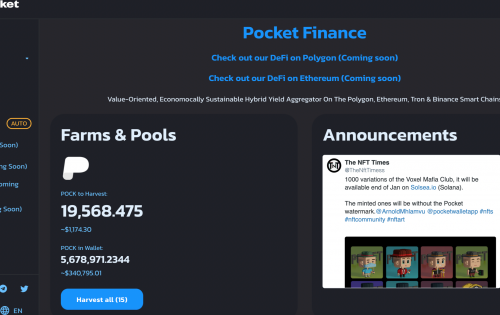 ket
Pocket Finance
Check out our DeFi on Polygon (Coming soon)
Check out our DeFi on Ethereum (Coming soon)
Value-Oriented, Economocally Sustainable Hybrid Yield Aggregator On The Polygon, Ethereum, Tron & Binance Smart Chains
AUTO
Soon)
ng Soon)
oming
g Soon)
EN
Farms & Pools
POCK to Harvest:
19,568.475
~$1,174.30
POCK in Wallet:
5,678,971.2344
~$340,795.01
Harvest all (15)
Announcements
The NFT Times
@TheNftTimess
1000 variations of the Voxel Mafia Club, it will be
available end of Jan on Solsea.io (Solana).
The minted ones will be without the Pocket
watermark.@ArnoldMhlamvu @pocketwalletapp #nfts
#nftcommunity #nftart